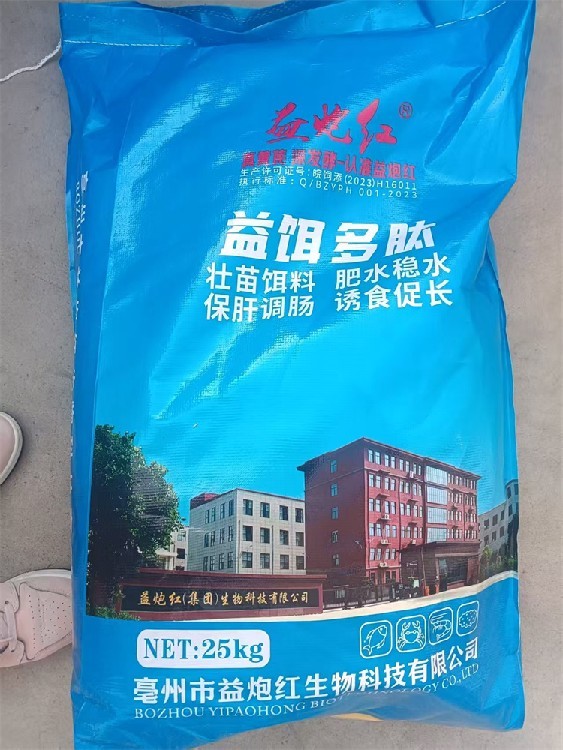 益炮红®
生产许可证号:皖饲添(2023)H16011
执行标准:Q/BZYPH 001-2023
益饵多肽
壮苗饵料 肥水稳水
保肝调肠 诱食促长
益炮红(集团)生物科技有限公司
NET:25kg
亳州市益炮红生物科技有限公司
BOZHOU YIPAOHONG BIOTECHNOLOGY CO.,LTD